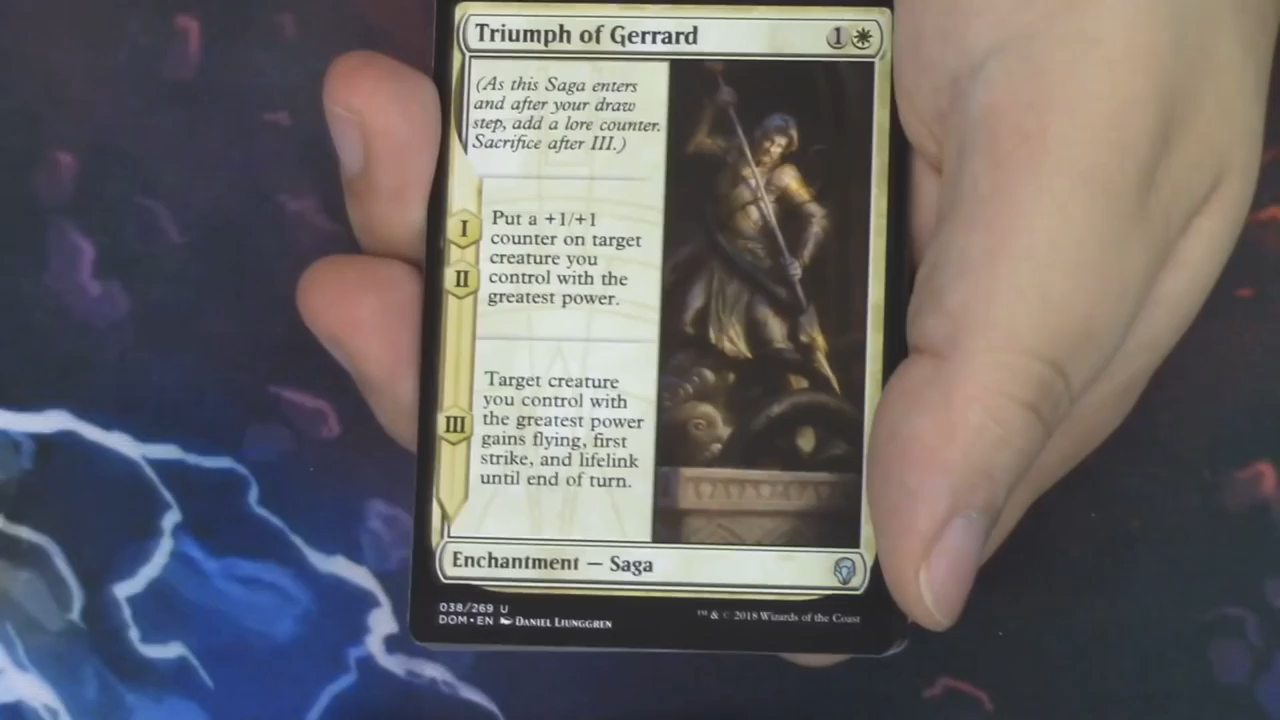 Triumph of Gerrard 1
(As this Saga enters
and after your draw
step, add a lore counter.
Sacrifice after III.)
I
II
Put a +1/+1
counter on target
creature you
control with the
greatest power.
III
Target creature
you control with
the greatest power
gains flying, first
strike, and lifelink
until end of turn.
Enchantment — Saga
038/269 U
DOM • EN Daniel Ljunggren
™ & © 2018 Wizards of the Coast